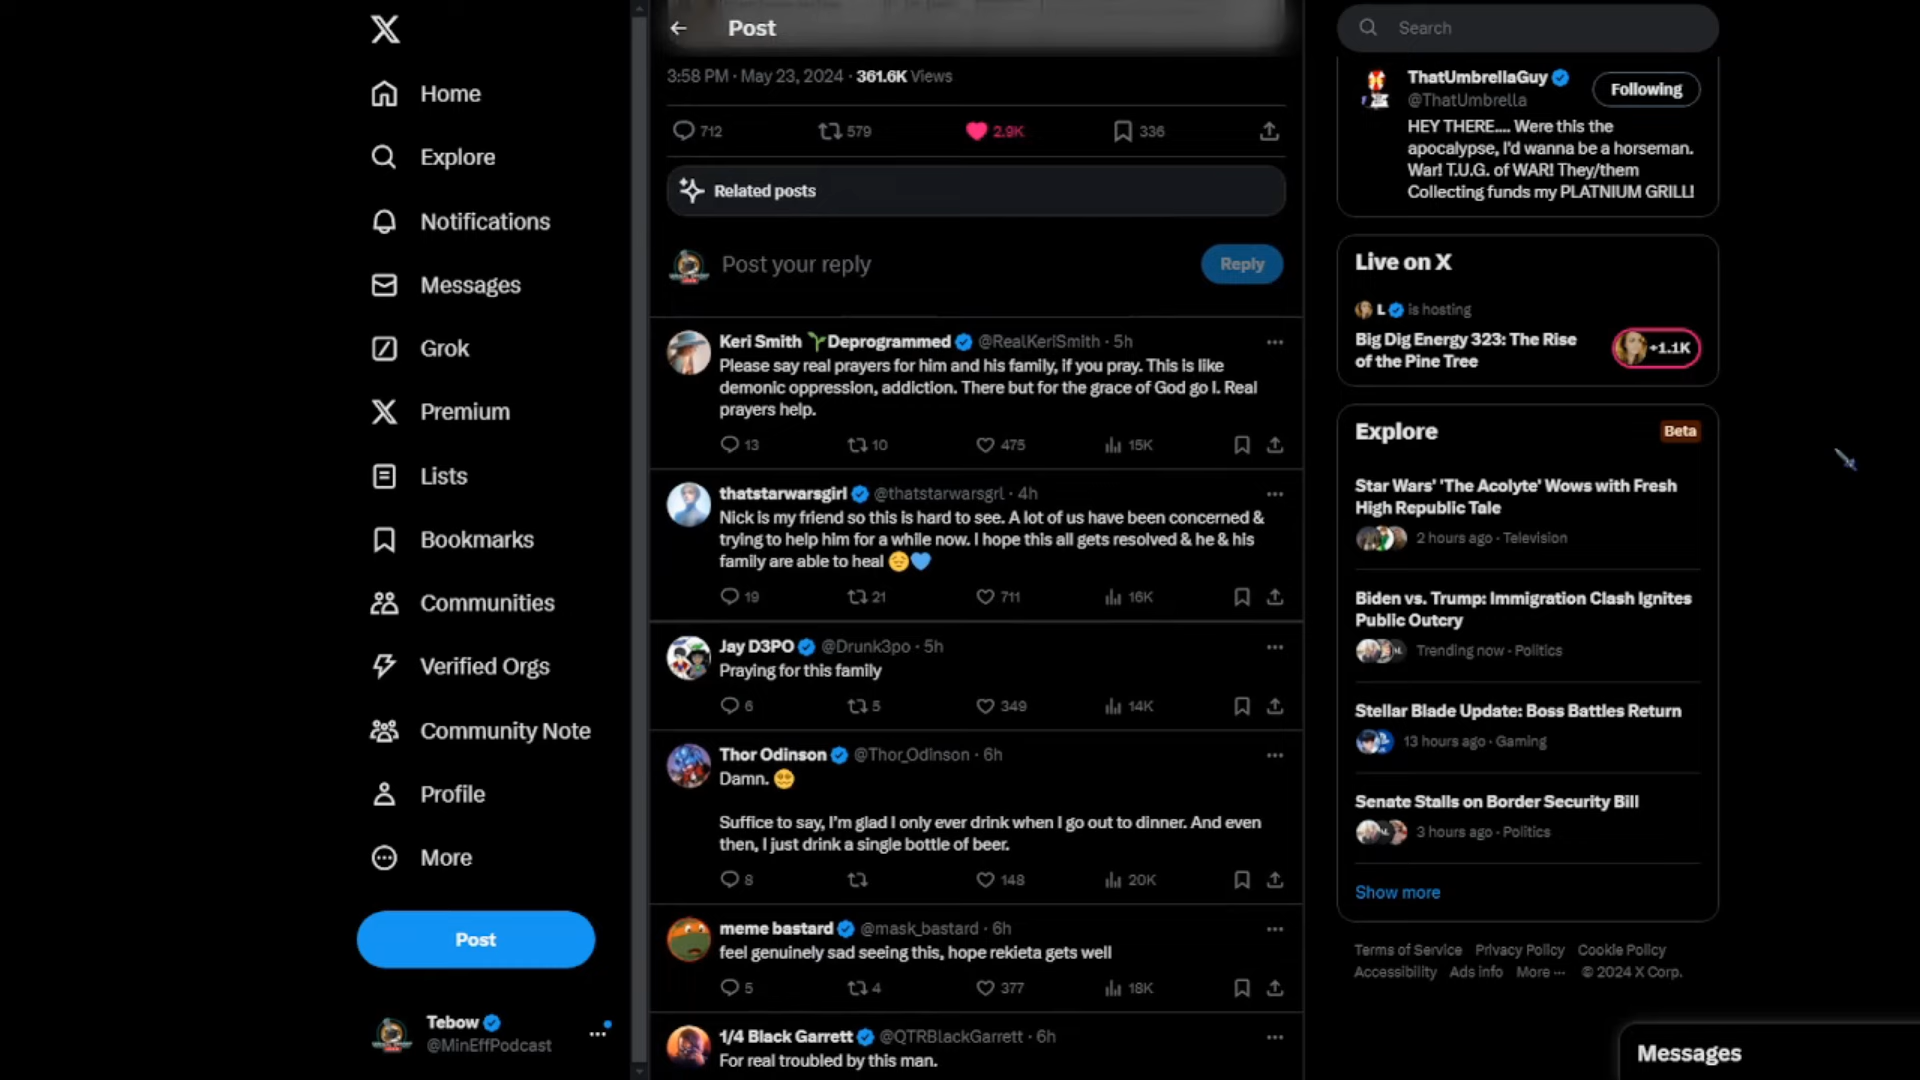 Home
Explore
Notifications
Messages
Grok
Premium
Lists
Bookmarks
Communities
Verified Orgs
Community Note
Profile
More
Post
Tebow
@MinEffPodcast
Post
3:58 PM · May 23, 2024 · 361.6K Views
712 579 2.9K 336
Related posts
Post your reply
Reply
Keri Smith Deprogrammed @RealKeriSmith · 5h
Please say real prayers for him and his family, if you pray. This is like
demonic oppression, addiction. There but for the grace of God go I. Real
prayers help.
13 10 475 15K
thatstarwarsgirl @thatstarwarsgrl · 4h
Nick is my friend so this is hard to see. A lot of us have been concerned &
trying to help him for a while now. I hope this all gets resolved & he & his
family are able to heal 😔💙
19 21 711 16K
Jay D3PO @Drunk3po · 5h
Praying for this family
6 5 349 14K
Thor Odinson @Thor_Odinson · 6h
Damn.
Suffice to say, I'm glad I only ever drink when I go out to dinner. And even
then, I just drink a single bottle of beer.
8 148 20K
meme bastard @mask_bastard · 6h
feel genuinely sad seeing this, hope rekieta gets well
5 4 377 18K
1/4 Black Garrett @QTRBlackGarrett · 6h
For real troubled by this man.
Search
ThatUmbrellaGuy
@ThatUmbrella
Following
HEY THERE.... Were this the
apocalypse, I'd wanna be a horseman.
War! T.U.G. of WAR! They/them
Collecting funds my PLATNIUM GRILL!
Live on X
L is hosting
Big Dig Energy 323: The Rise
of the Pine Tree
+1.1K
Explore
Beta
Star Wars' 'The Acolyte' Wows with Fresh
High Republic Tale
2 hours ago · Television
Biden vs. Trump: Immigration Clash Ignites
Public Outcry
Trending now · Politics
Stellar Blade Update: Boss Battles Return
13 hours ago · Gaming
Senate Stalls on Border Security Bill
3 hours ago · Politics
Show more
Terms of Service Privacy Policy Cookie Policy
Accessibility Ads info More ··· © 2024 X Corp.
Messages